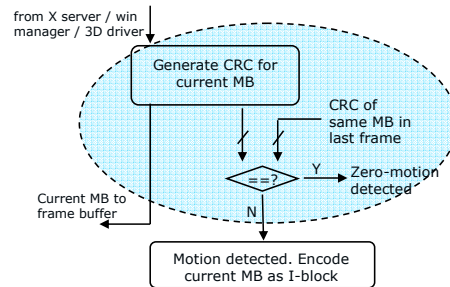 from X server / win
manager / 3D driver
Generate CRC for
current MB
CRC of
same MB in
last frame
==?
Y
Zero-motion
detected
Current MB to
frame buffer
N
Motion detected. Encode
current MB as I-block